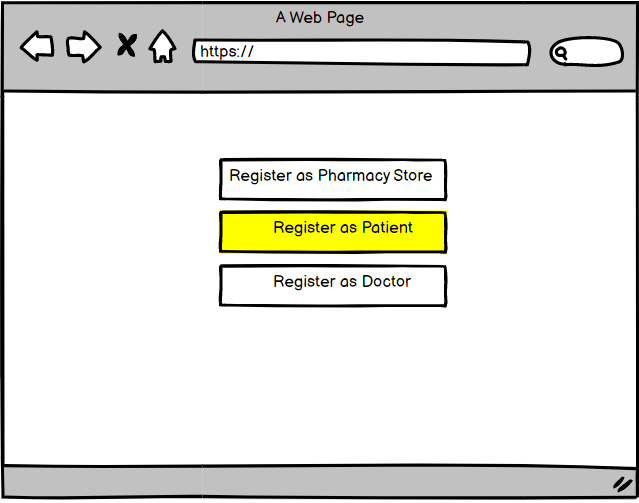 A Web Page
https://
Register as Pharmacy Store
Register as Patient
Register as Doctor